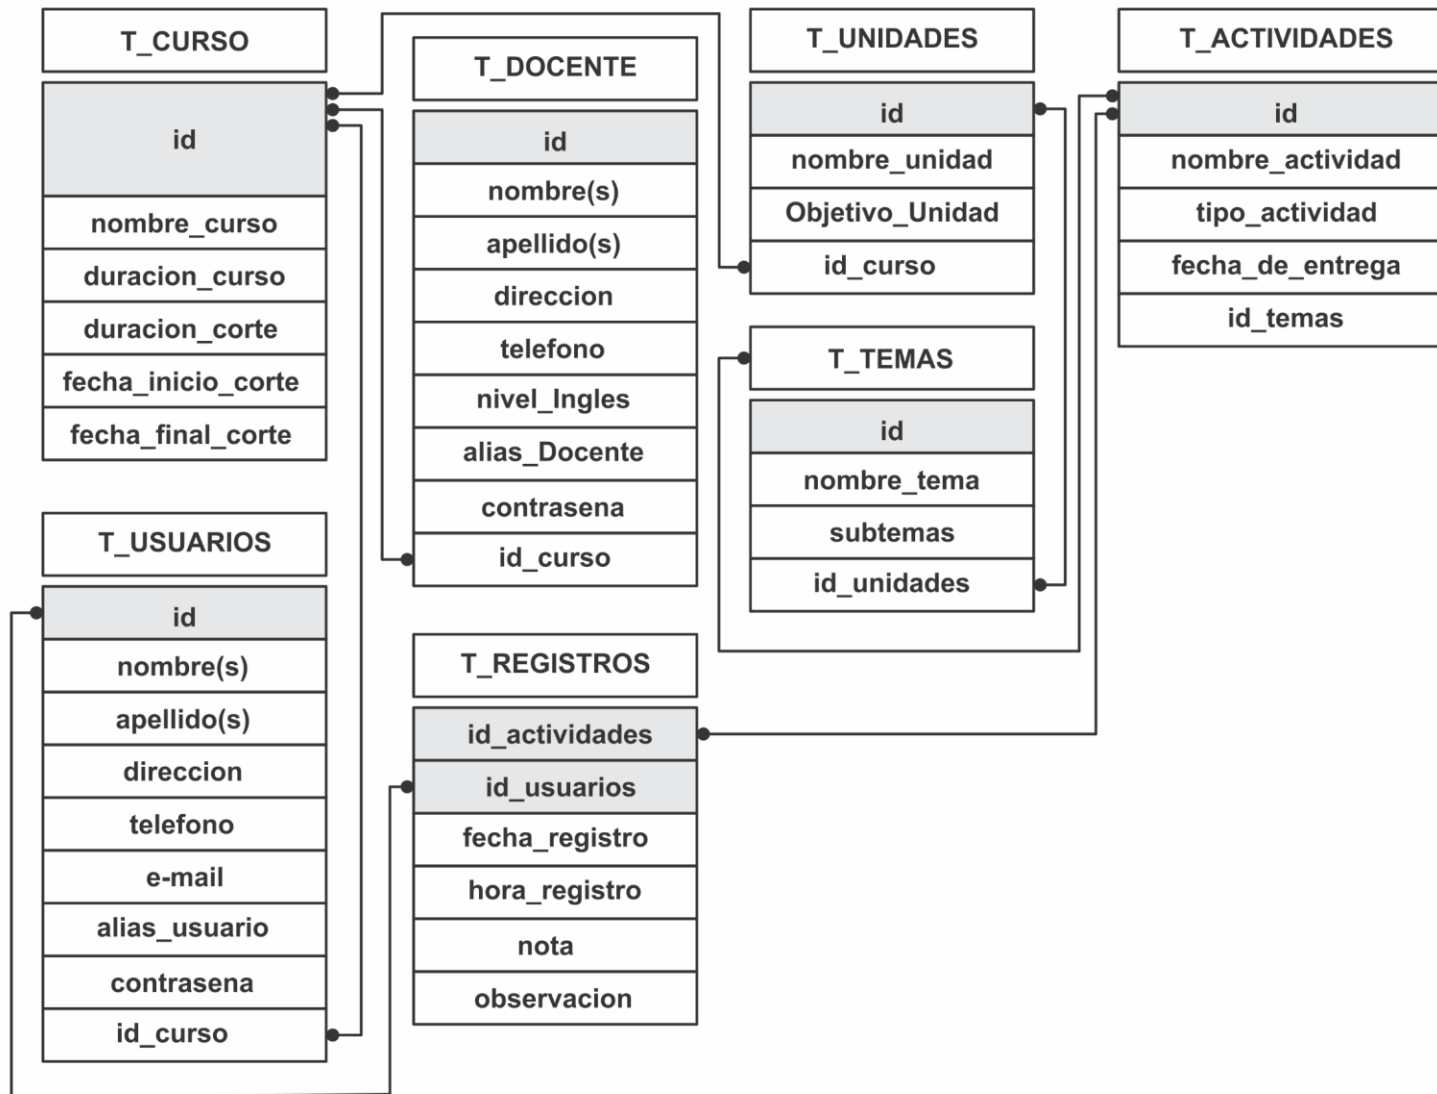 T_CURSO
id
nombre_curso
duracion_curso
duracion_corte
fecha_inicio_corte
fecha_final_corte
T_USUARIOS
id
nombre(s)
apellido(s)
direccion
telefono
e-mail
alias_usuario
contrasena
id_curso
T_DOCENTE
id
nombre(s)
apellido(s)
direccion
telefono
nivel_Ingles
alias_Docente
contrasena
id_curso
T_REGISTROS
id_actividades
id_usuarios
fecha_registro
hora_registro
nota
observacion
T_UNIDADES
id
nombre_unidad
Objetivo_Unidad
id_curso
T_TEMAS
id
nombre_tema
subtemas
id_unidades
T_ACTIVIDADES
id
nombre_actividad
tipo_actividad
fecha_de_entrega
id_temas